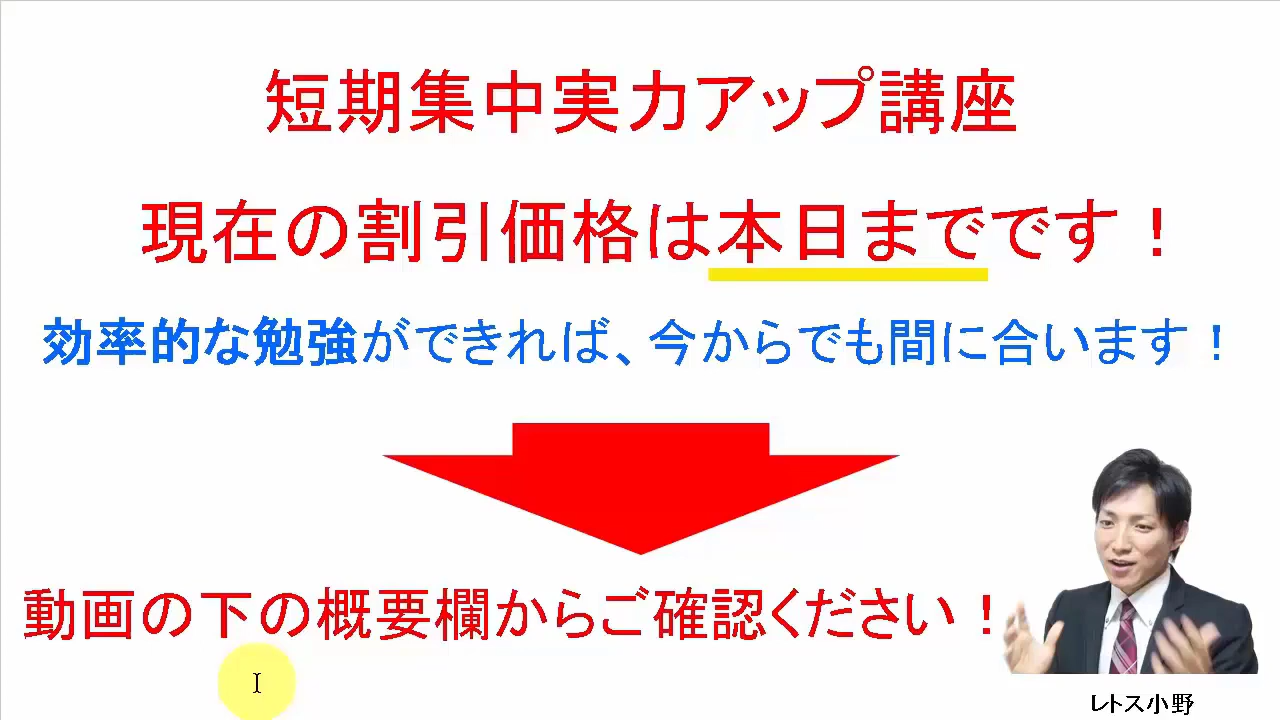 短期集中実力アップ講座
現在の割引価格は本日までです！
効率的な勉強ができれば、今からでも間に合います！
動画の下の概要欄からご確認ください！
レトス小野